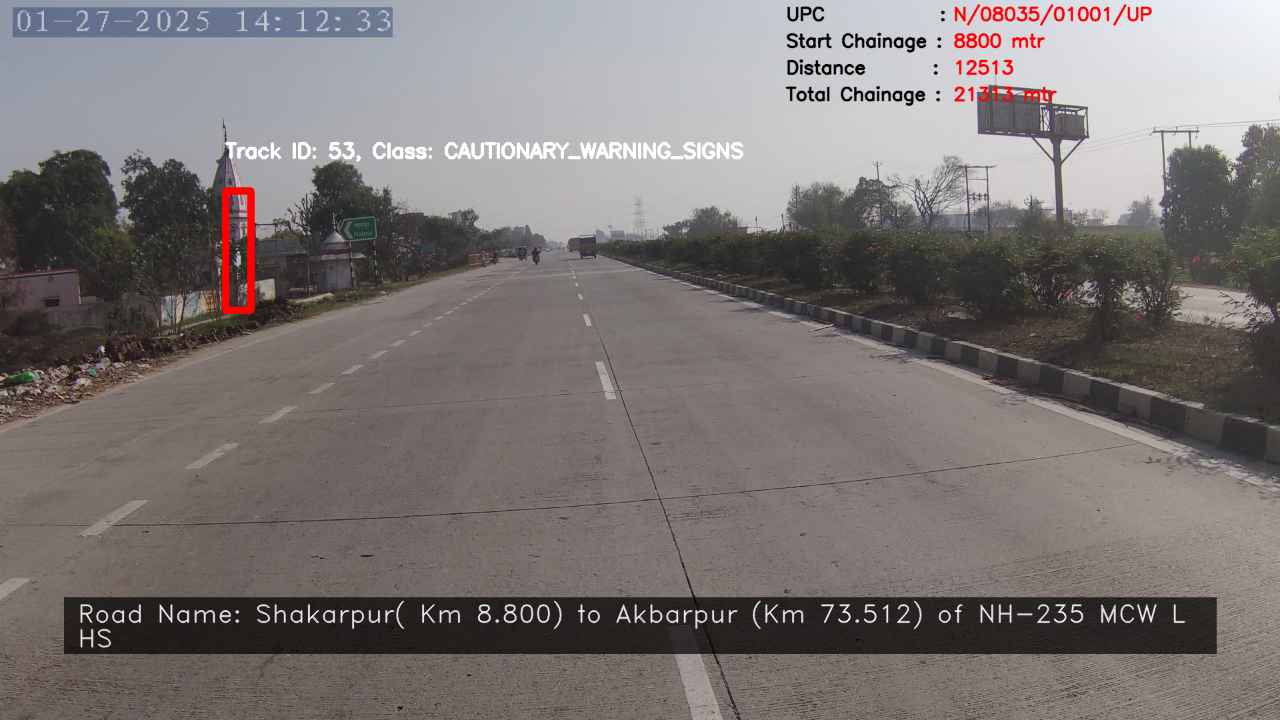 01-27-2025 14:12:33
UPC : N/08035/01001/UP
Start Chainage : 8800 mtr
Distance : 12513
Total Chainage : 21313 mtr
Track ID: 53, Class: CAUTIONARY_WARNING_SIGNS
Road Name: Shakarpur( Km 8.800) to Akbarpur (Km 73.512) of NH-235 MCW L
HS